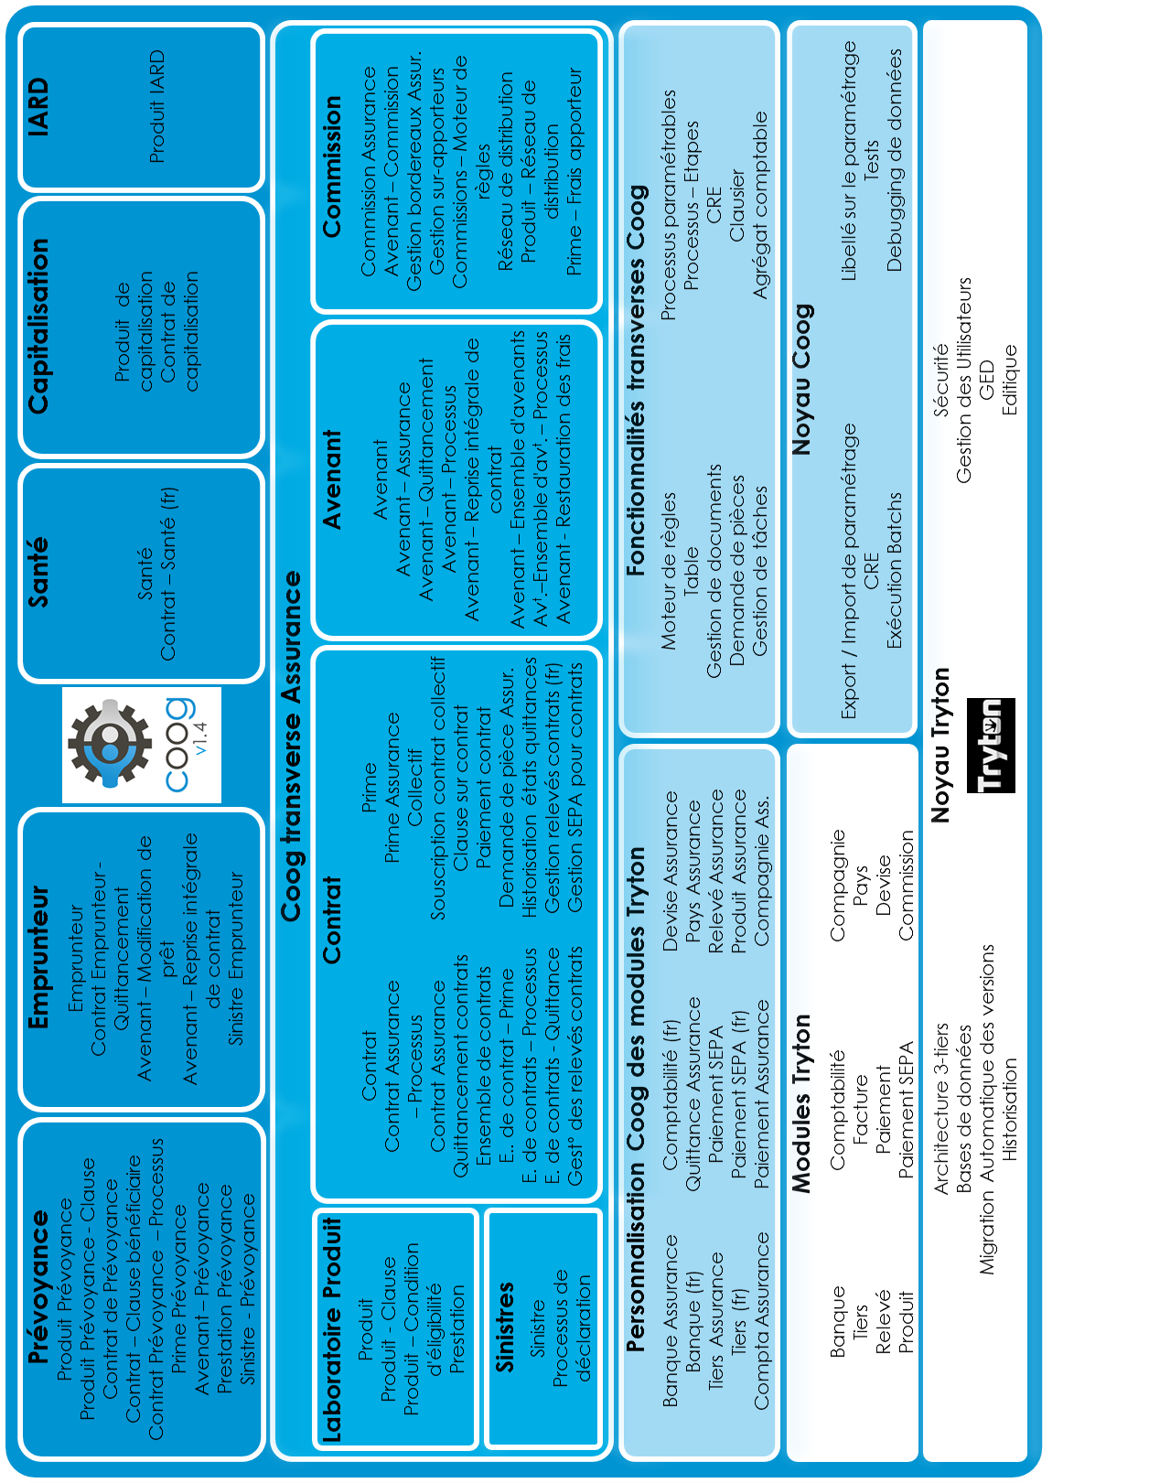 Prévoyance
Produit Prévoyance
Produit Prévoyance - Clause
Contrat de Prévoyance
Contrat – Clause bénéficiaire
Contrat Prévoyance – Processus
Prime Prévoyance
Avenant – Prévoyance
Prestation Prévoyance
Sinistre - Prévoyance
Emprunteur
Emprunteur
Contrat Emprunteur -
Quittancement
Avenant – Modification de
prêt
Avenant – Reprise intégrale
de contrat
Sinistre Emprunteur
coog
v1.4
Santé
Santé
Contrat – Santé (fr)
Capitalisation
Produit de
capitalisation
Contrat de
capitalisation
IARD
Produit IARD
Coog transverse Assurance
Laboratoire Produit
Produit
Produit - Clause
Produit – Condition
d'éligibilité
Prestation
Sinistres
Sinistre
Processus de
déclaration
Contrat
Contrat
Contrat Assurance
– Processus
Contrat Assurance
Quittancement contrats
Ensemble de contrats
E.. de contrat – Prime
E. de contrats – Processus
E. de contrats - Quittance
Gest° des relevés contrats
Prime
Prime Assurance
Collectif
Souscription contrat collectif
Clause sur contrat
Paiement contrat
Demande de pièce Assur.
Historisation états quittances
Gestion relevés contrats (fr)
Gestion SEPA pour contrats
Avenant
Avenant
Avenant – Assurance
Avenant – Quittancement
Avenant – Processus
Avenant – Reprise intégrale de
contrat
Avenant – Ensemble d'avenants
Avt.–Ensemble d'avt. – Processus
Avenant - Restauration des frais
Commission
Commission Assurance
Avenant – Commission
Gestion bordereaux Assur.
Gestion sur-apporteurs
Commissions – Moteur de
règles
Réseau de distribution
Produit – Réseau de
distribution
Prime – Frais apporteur
Personnalisation Coog des modules Tryton
Banque Assurance
Banque (fr)
Tiers Assurance
Tiers (fr)
Compta Assurance
Comptabilité (fr)
Quittance Assurance
Paiement SEPA
Paiement SEPA (fr)
Paiement Assurance
Devise Assurance
Pays Assurance
Relevé Assurance
Produit Assurance
Compagnie Ass.
Fonctionnalités transverses Coog
Moteur de règles
Table
Gestion de documents
Demande de pièces
Gestion de tâches
Processus paramétrables
Processus – Etapes
CRE
Clausier
Agrégat comptable
Modules Tryton
Banque
Tiers
Relevé
Produit
Comptabilité
Facture
Paiement
Paiement SEPA
Compagnie
Pays
Devise
Commission
Noyau Coog
Export / Import de paramétrage
CRE
Exécution Batchs
Libellé sur le paramétrage
Tests
Debugging de données
Noyau Tryton
Tryton
Architecture 3-tiers
Bases de données
Migration Automatique des versions
Historisation
Sécurité
Gestion des Utilisateurs
GED
Editique